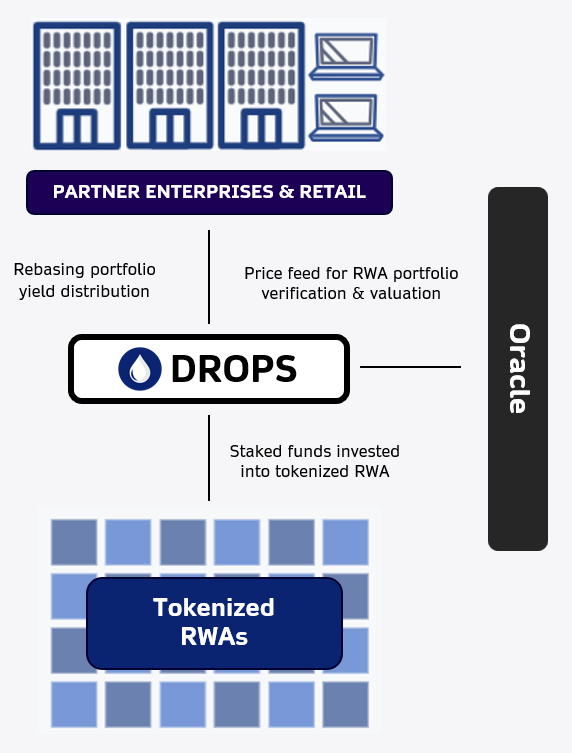 PARTNER ENTERPRISES & RETAIL
Rebasing portfolio
yield distribution
Price feed for RWA portfolio
verification & valuation
DROPS
Oracle
Staked funds invested
into tokenized RWA
Tokenized
RWAs